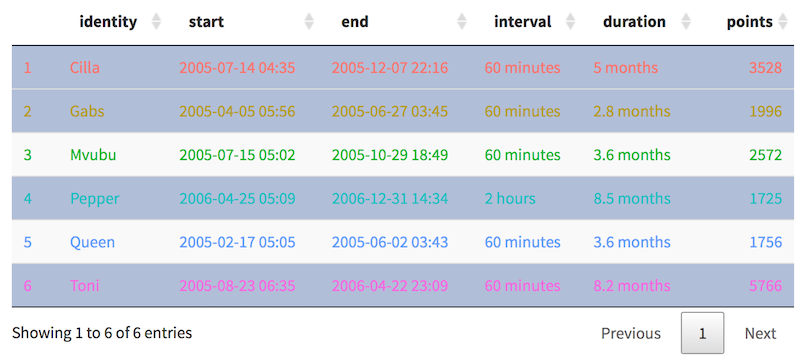 identity start end interval duration points
1 Cilla 2005-07-14 04:35 2005-12-07 22:16 60 minutes 5 months 3528
2 Gabs 2005-04-05 05:56 2005-06-27 03:45 60 minutes 2.8 months 1996
3 Mvubu 2005-07-15 05:02 2005-10-29 18:49 60 minutes 3.6 months 2572
4 Pepper 2006-04-25 05:09 2006-12-31 14:34 2 hours 8.5 months 1725
5 Queen 2005-02-17 05:05 2005-06-02 03:43 60 minutes 3.6 months 1756
6 Toni 2005-08-23 06:35 2006-04-22 23:09 60 minutes 8.2 months 5766
Showing 1 to 6 of 6 entries Previous 1 Next